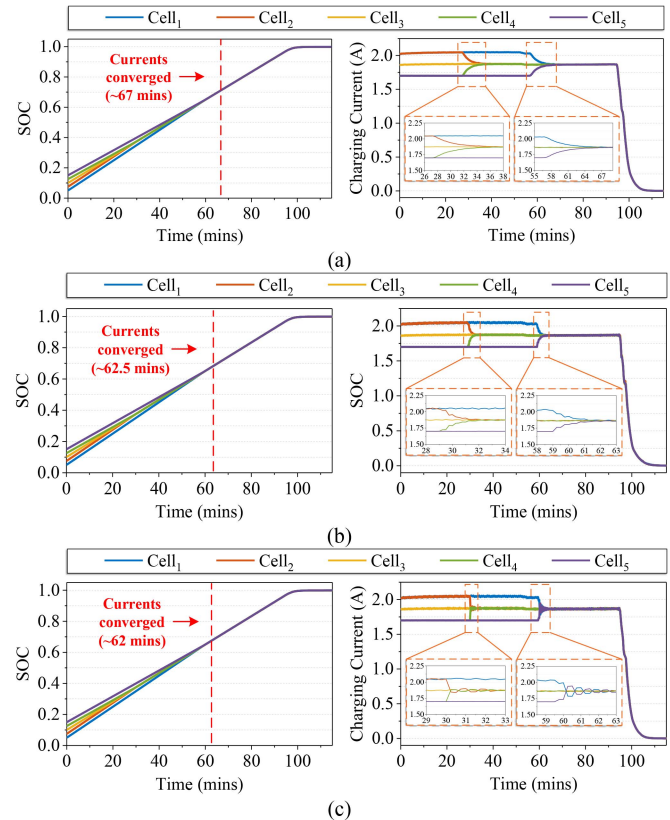 Cell1 Cell2 Cell3 Cell4 Cell5
1.0
0.8
0.6
0.4
0.2
0.0
SOC
Currents
converged
(~67 mins)
0 20 40 60 80 100
Time (mins)
2.0
1.5
1.0
0.5
0.0
Charging Current (A)
2.25
2.00
1.75
1.50
26 28 30 32 34 36 38
2.25
2.00
1.75
1.50
55 58 61 64 67
0 20 40 60 80 100
Time (mins)
(a)
Cell1 Cell2 Cell3 Cell4 Cell5
1.0
0.8
0.6
0.4
0.2
0.0
SOC
Currents
converged
(~62.5 mins)
0 20 40 60 80 100
Time (mins)
2.0
1.5
1.0
0.5
0.0
Charging Current (A)
2.25
2.00
1.75
1.50
28 30 32 34
2.25
2.00
1.75
1.50
58 59 60 61 62 63
0 20 40 60 80 100
Time (mins)
(b)
Cell1 Cell2 Cell3 Cell4 Cell5
1.0
0.8
0.6
0.4
0.2
0.0
SOC
Currents
converged
(~62 mins)
0 20 40 60 80 100
Time (mins)
2.0
1.5
1.0
0.5
0.0
Charging Current (A)
2.25
2.00
1.75
1.50
29 30 31 32 33
2.25
2.00
1.75
1.50
59 60 61 62 63
0 20 40 60 80 100
Time (mins)
(c)